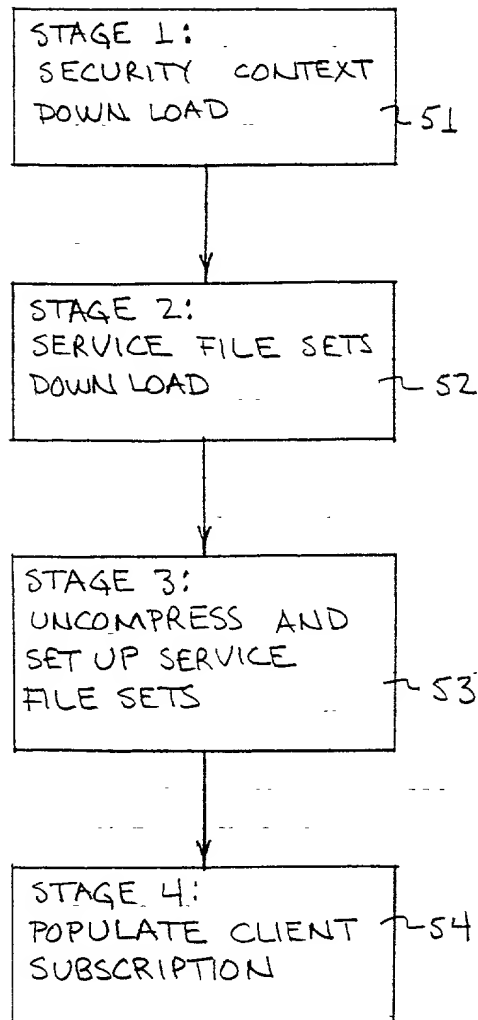 STAGE 1:
SECURITY CONTEXT
DOWN LOAD
51
STAGE 2:
SERVICE FILE SETS
DOWN LOAD
52
STAGE 3:
UNCOMPRESS AND
SET UP SERVICE
FILE SETS
53
STAGE 4:
POPULATE CLIENT
54
SUBSCRIPTION